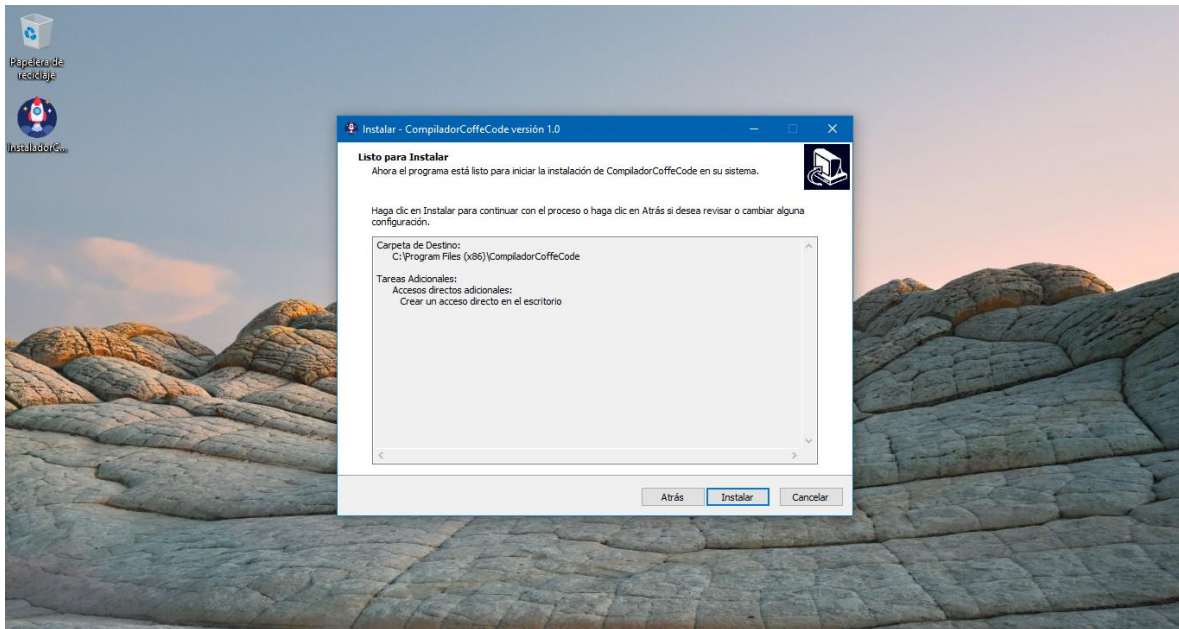 Papelera de
reciclaje
InstaladorC...
Instalar - CompiladorCoffeCode versión 1.0
Listo para Instalar
Ahora el programa está listo para iniciar la instalación de CompiladorCoffeCode en su sistema.
Haga clic en Instalar para continuar con el proceso o haga clic en Atrás si desea revisar o cambiar alguna
configuración.
Carpeta de Destino:
C:\Program Files (x86)\CompiladorCoffeCode
Tareas Adicionales:
Accesos directos adicionales:
Crear un acceso directo en el escritorio
Atrás
Instalar
Cancelar